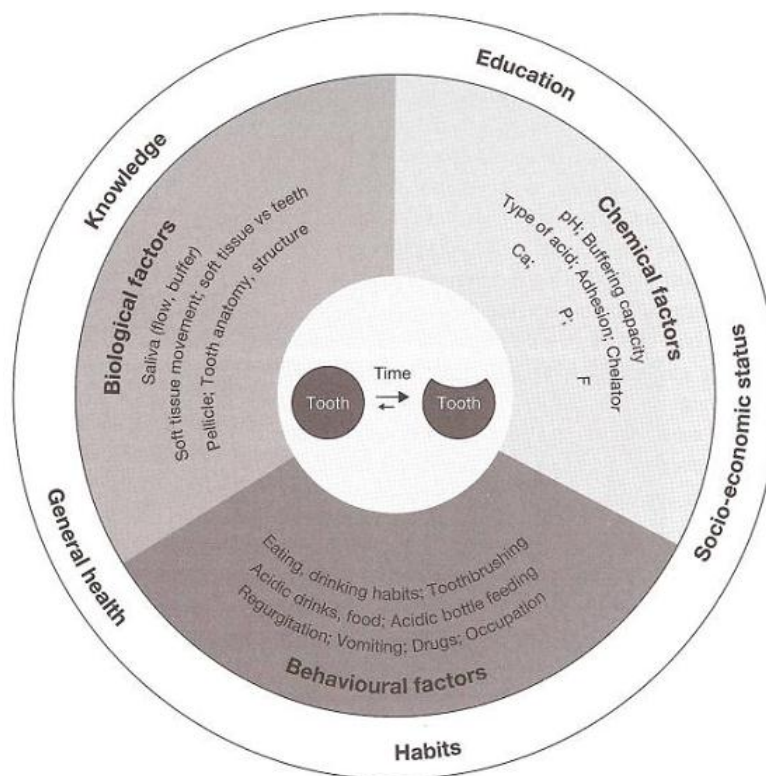 Education
Knowledge
Socio-economic status
General health
Habits
Biological factors
Saliva (flow, buffer)
Soft tissue movement; soft tissue vs teeth
Pellicle; Tooth anatomy, structure
Chemical factors
pH; Buffering capacity
Type of acid; Adhesion; Chelator
Ca; P; F
Time
Tooth
Tooth
Eating, drinking habits; Toothbrushing
Acidic drinks, food; Acidic bottle feeding
Regurgitation; Vomiting; Drugs; Occupation
Behavioural factors